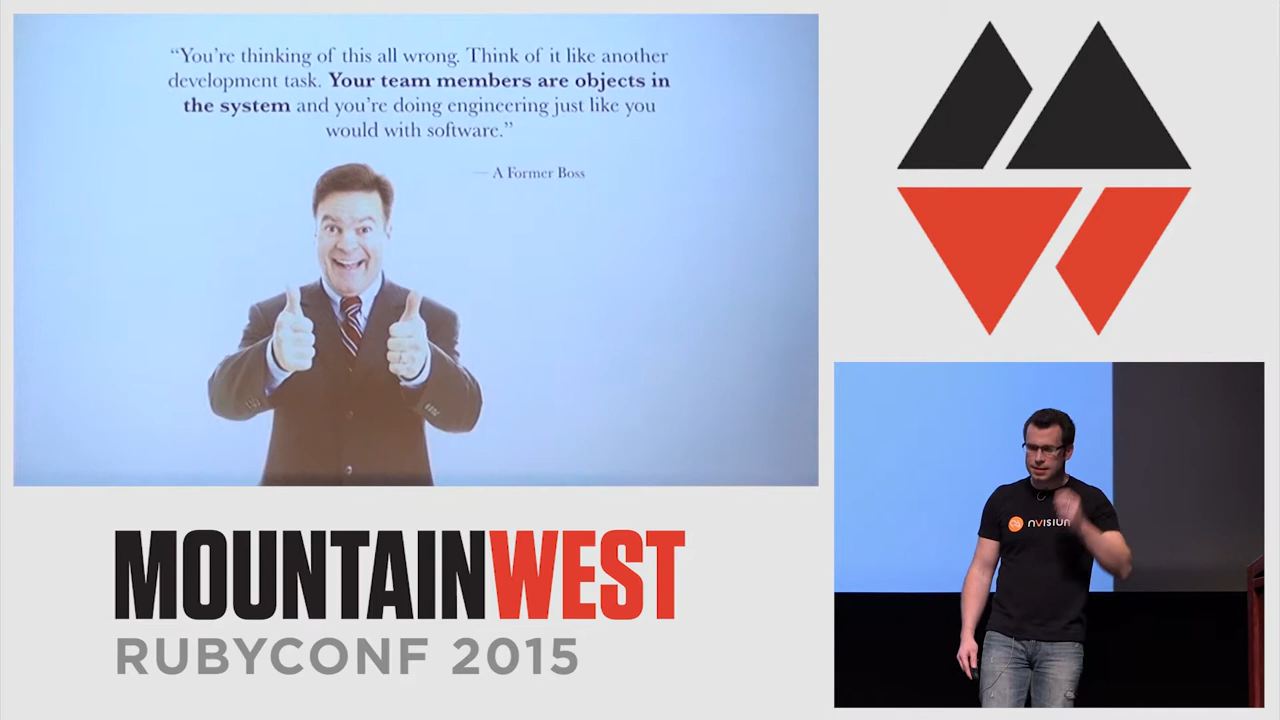 “You’re thinking of this all wrong. Think of it like another
development task. Your team members are objects in
the system and you’re doing engineering just like you
would with software.”
— A Former Boss
nVISIUM
MOUNTAINWEST
RUBYCONF 2015